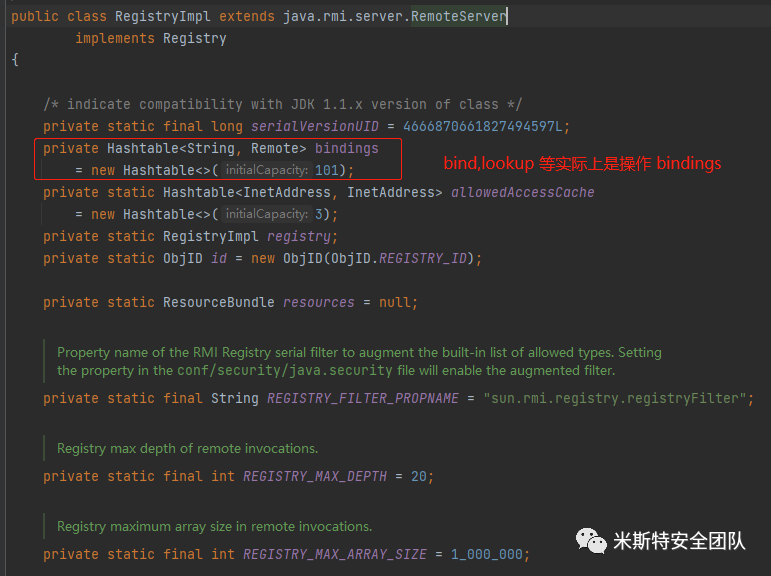 public class RegistryImpl extends java.rmi.server.RemoteServer
implements Registry
{
/* indicate compatibility with JDK 1.1.x version of class */
private static final long serialVersionUID = 4666870661827494597L;
private Hashtable<String, Remote> bindings
= new Hashtable<>( initialCapacity: 101);
bind,lookup 等实际上是操作 bindings
private static Hashtable<InetAddress, InetAddress> allowedAccessCache
= new Hashtable<>( initialCapacity: 3);
private static RegistryImpl registry;
private static ObjID id = new ObjID(ObjID.REGISTRY_ID);
private static ResourceBundle resources = null;
Property name of the RMI Registry serial filter to augment the built-in list of allowed types. Setting
the property in the conf/security/java.security file will enable the augmented filter.
private static final String REGISTRY_FILTER_PROPNAME = "sun.rmi.registry.registryFilter";
Registry max depth of remote invocations.
private static final int REGISTRY_MAX_DEPTH = 20;
Registry maximum array size in remote invocations.
private static final int REGISTRY_MAX_ARRAY_SIZE = 1_000_000;
米斯特安全团队